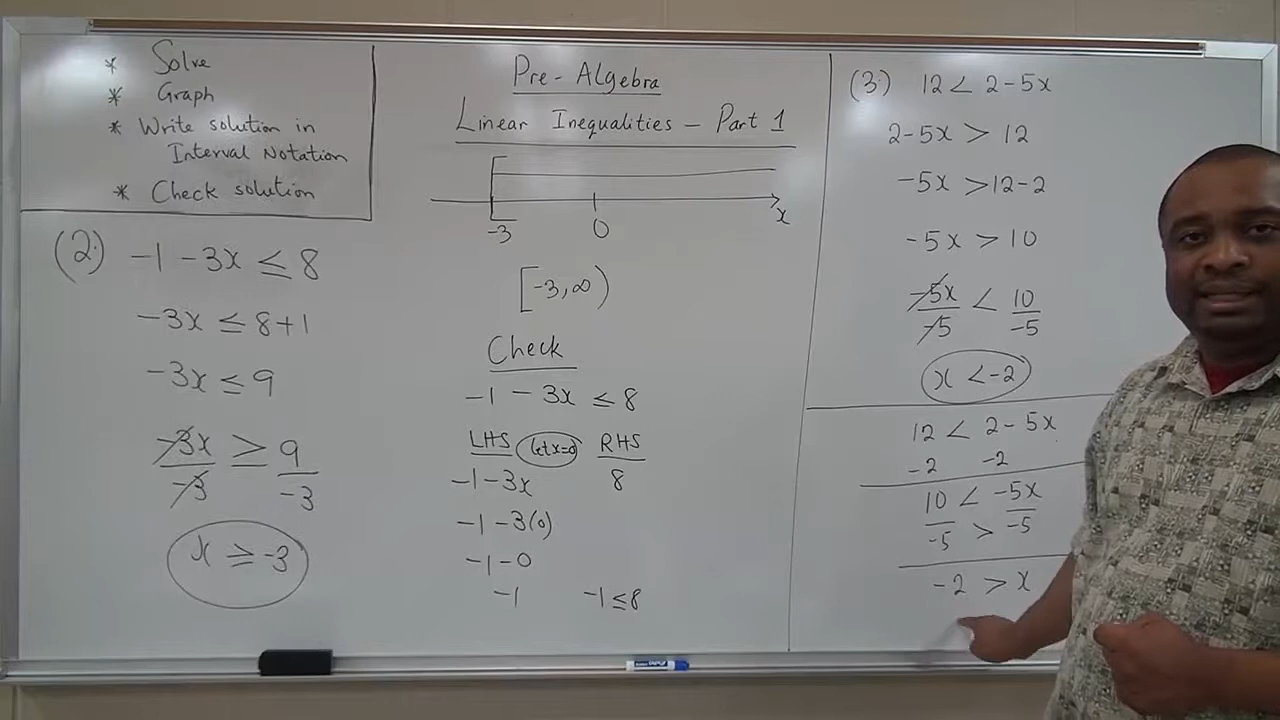 * Solve
* Graph
* Write solution in
Interval Notation
* Check solution
(2.) -1 - 3x ≤ 8
-3x ≤ 8+1
-3x ≤ 9
-3x ≥ 9
-3 -3
x ≥ -3
Pre-Algebra
Linear Inequalities - Part 1
-3 0 x
[-3, ∞)
Check
-1 - 3x ≤ 8
LHS let x=0 RHS
-1-3x 8
-1-3(0)
-1-0
-1 -1≤8
(3.) 12 < 2-5x
2-5x > 12
-5x > 12-2
-5x > 10
-5x < 10
-5 -5
x < -2
12 < 2-5x
-2 -2
10 < -5x
-5 > -5
-2 > x